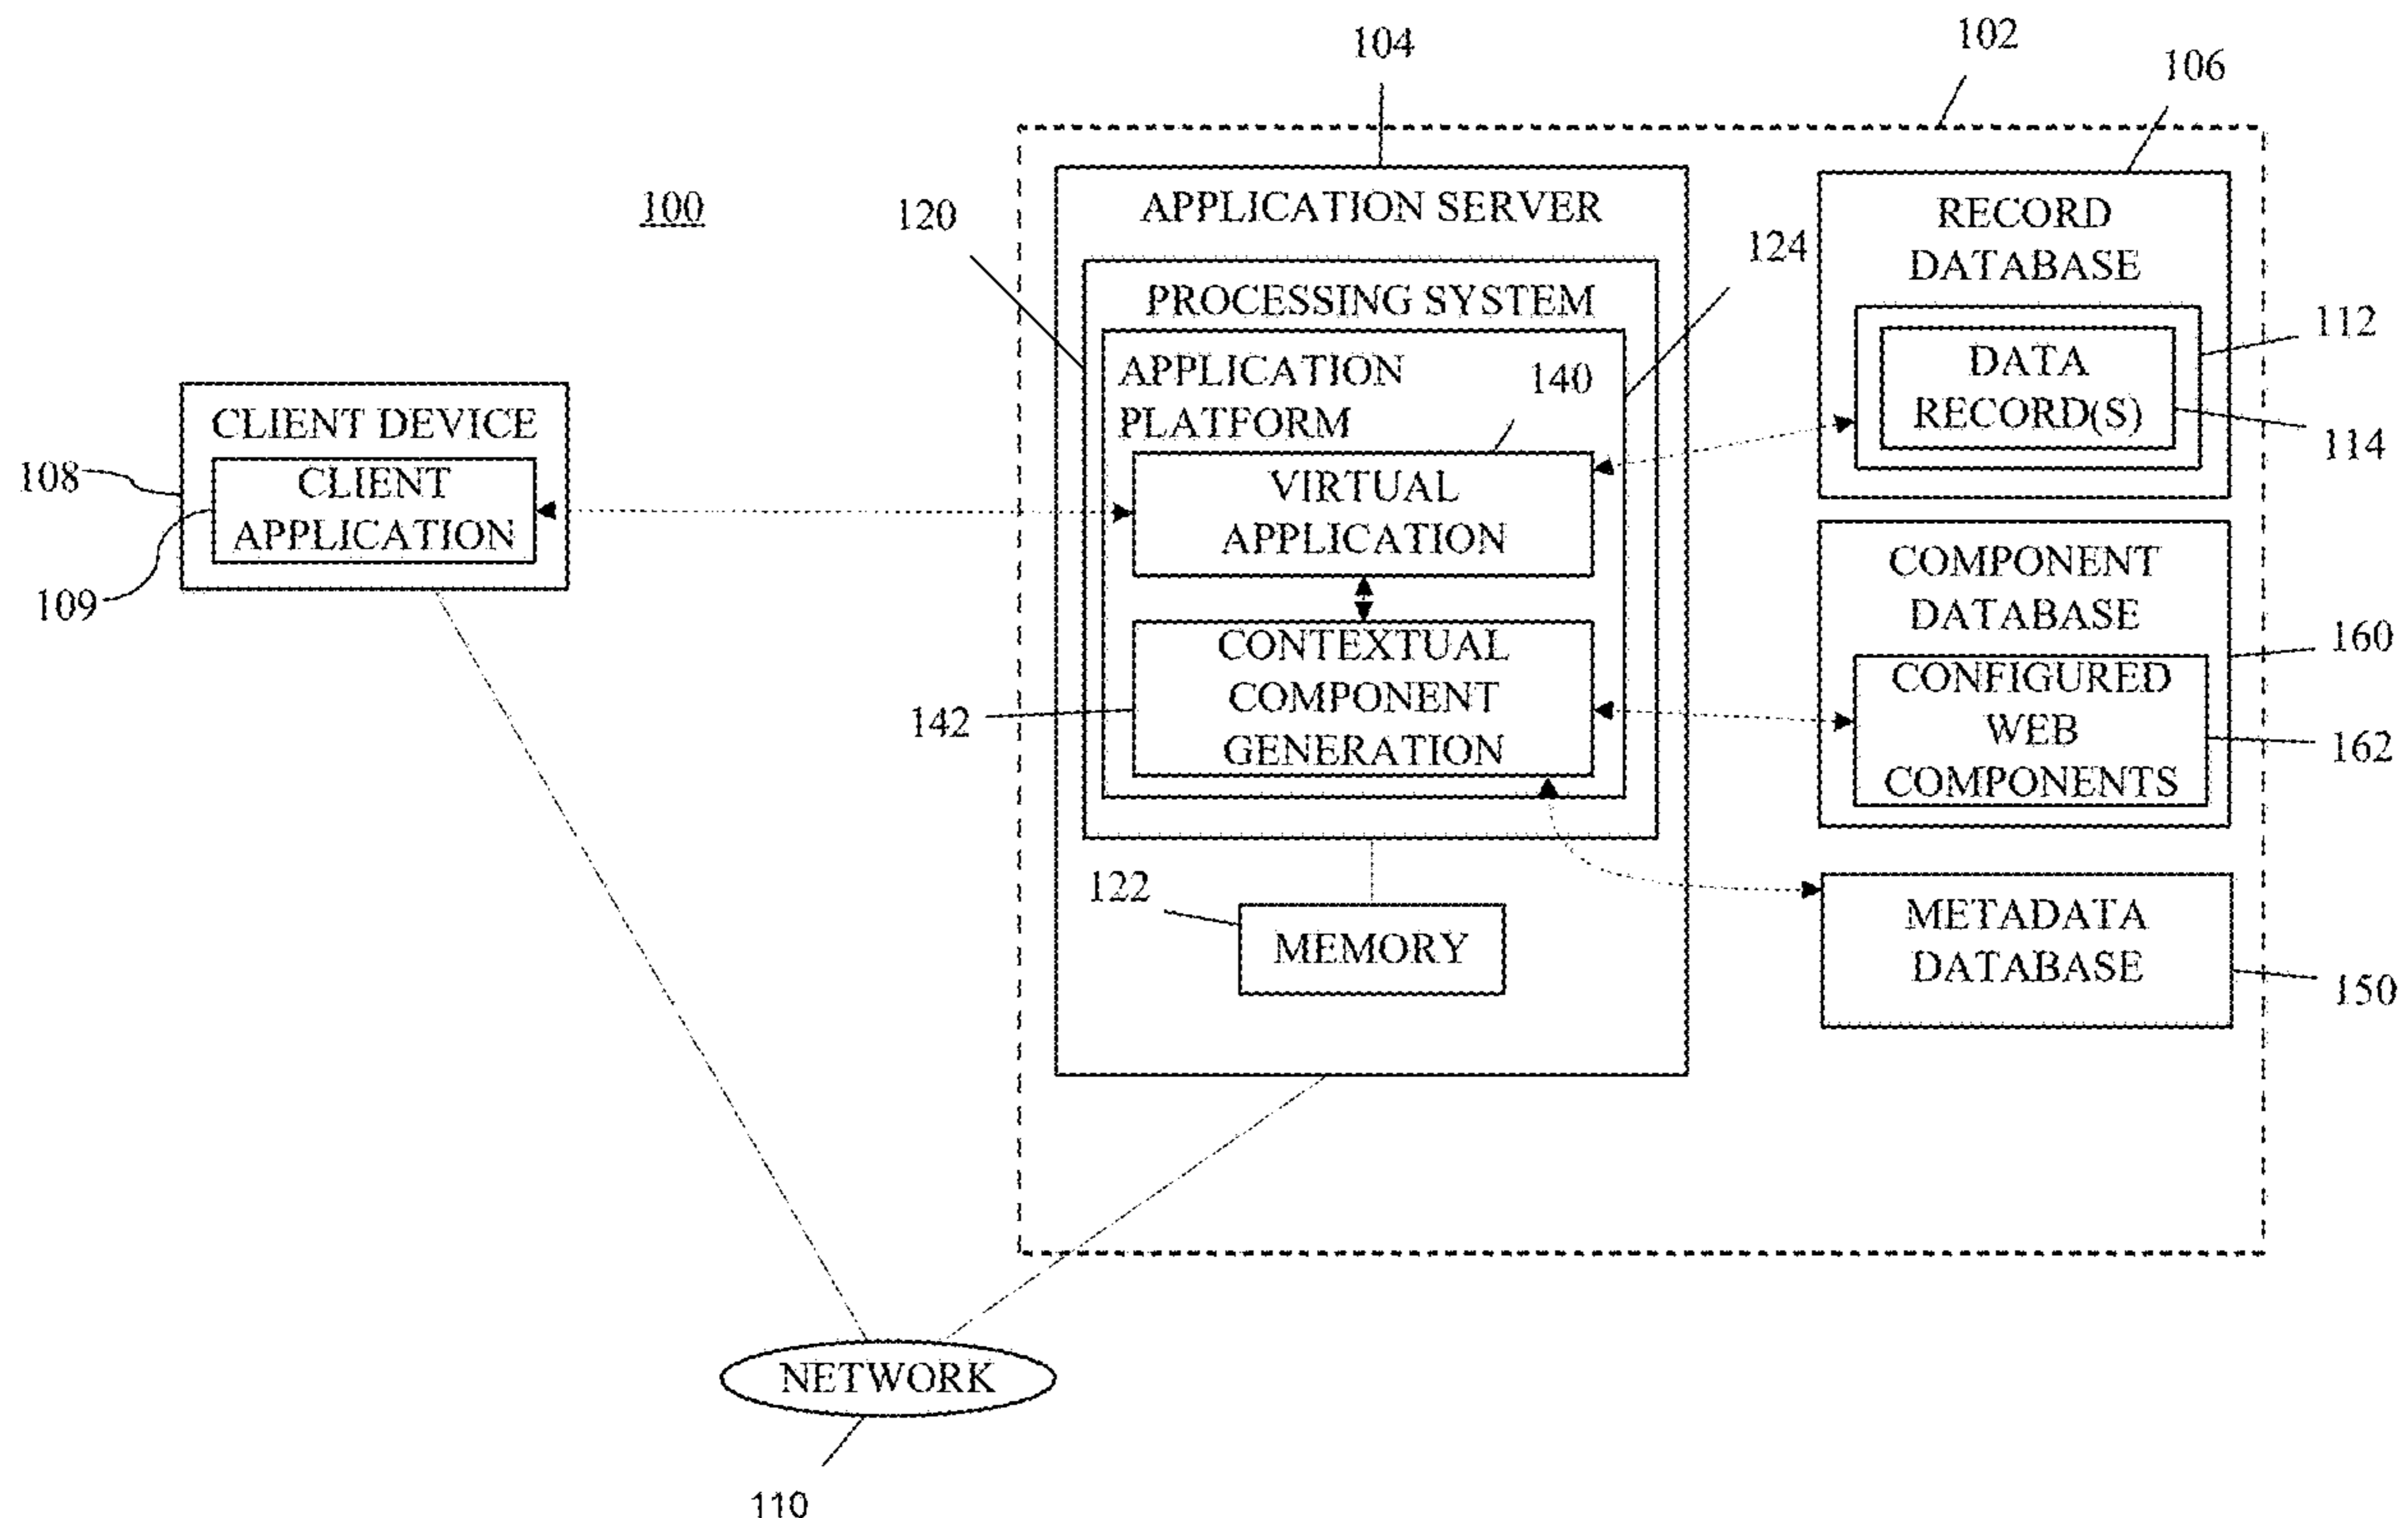 104
102
106
100
120
APPLICATION SERVER
124
RECORD
DATABASE
PROCESSING SYSTEM
112
DATA
RECORD(S)
114
APPLICATION
PLATFORM
140
CLIENT DEVICE
108
CLIENT
APPLICATION
109
VIRTUAL
APPLICATION
COMPONENT
DATABASE
160
CONFIGURED
WEB
COMPONENTS
162
CONTEXTUAL
COMPONENT
GENERATION
142
122
MEMORY
METADATA
DATABASE
150
NETWORK
110